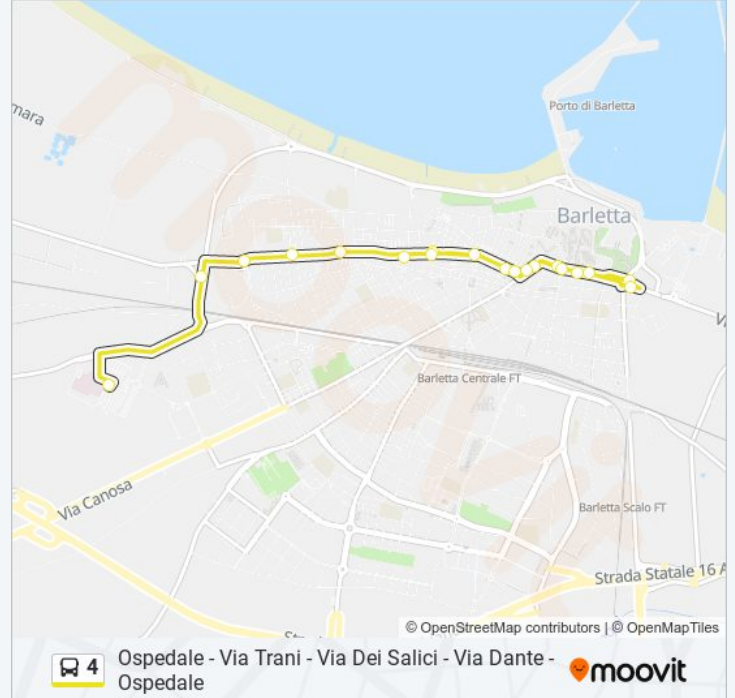 mara
Porto di Barletta
Barletta
Vi
Barletta Centrale FT
Via Canosa
Barletta Scalo FT
Strada Statale 16 A
© OpenStreetMap contributors | © OpenMapTiles
4
Ospedale - Via Trani - Via Dei Salici - Via Dante -
Ospedale
moovit